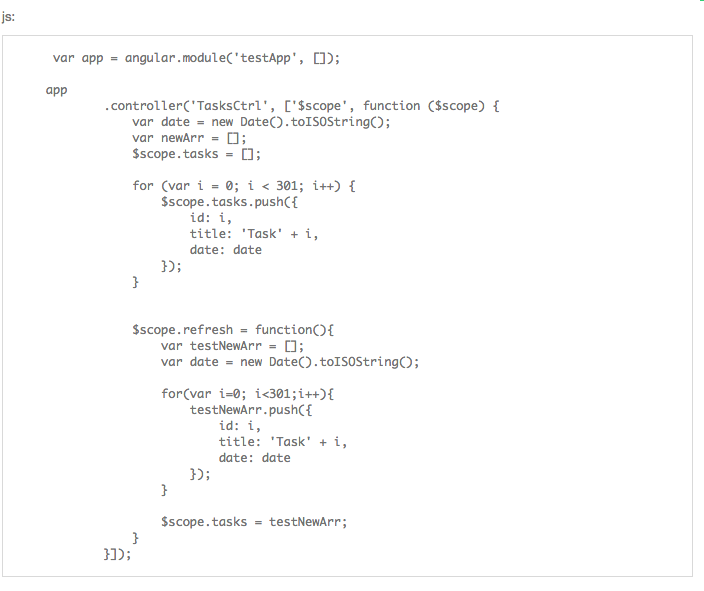 js:
var app = angular.module('testApp', []);
app
.controller('TasksCtrl', ['$scope', function ($scope) {
var date = new Date().toISOString();
var newArr = [];
$scope.tasks = [];
for (var i = 0; i < 301; i++) {
$scope.tasks.push({
id: i,
title: 'Task' + i,
date: date
});
}
$scope.refresh = function(){
var testNewArr = [];
var date = new Date().toISOString();
for(var i=0; i<301;i++){
testNewArr.push({
id: i,
title: 'Task' + i,
date: date
});
}
$scope.tasks = testNewArr;
}
}]);